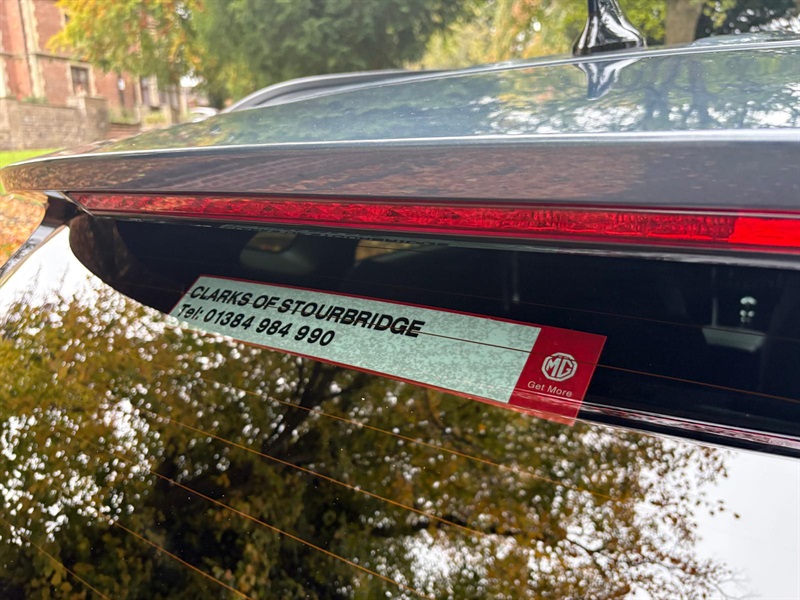 CLARKS OF STOURBRIDGE
Tel: 01384 984 990
MG
Get More